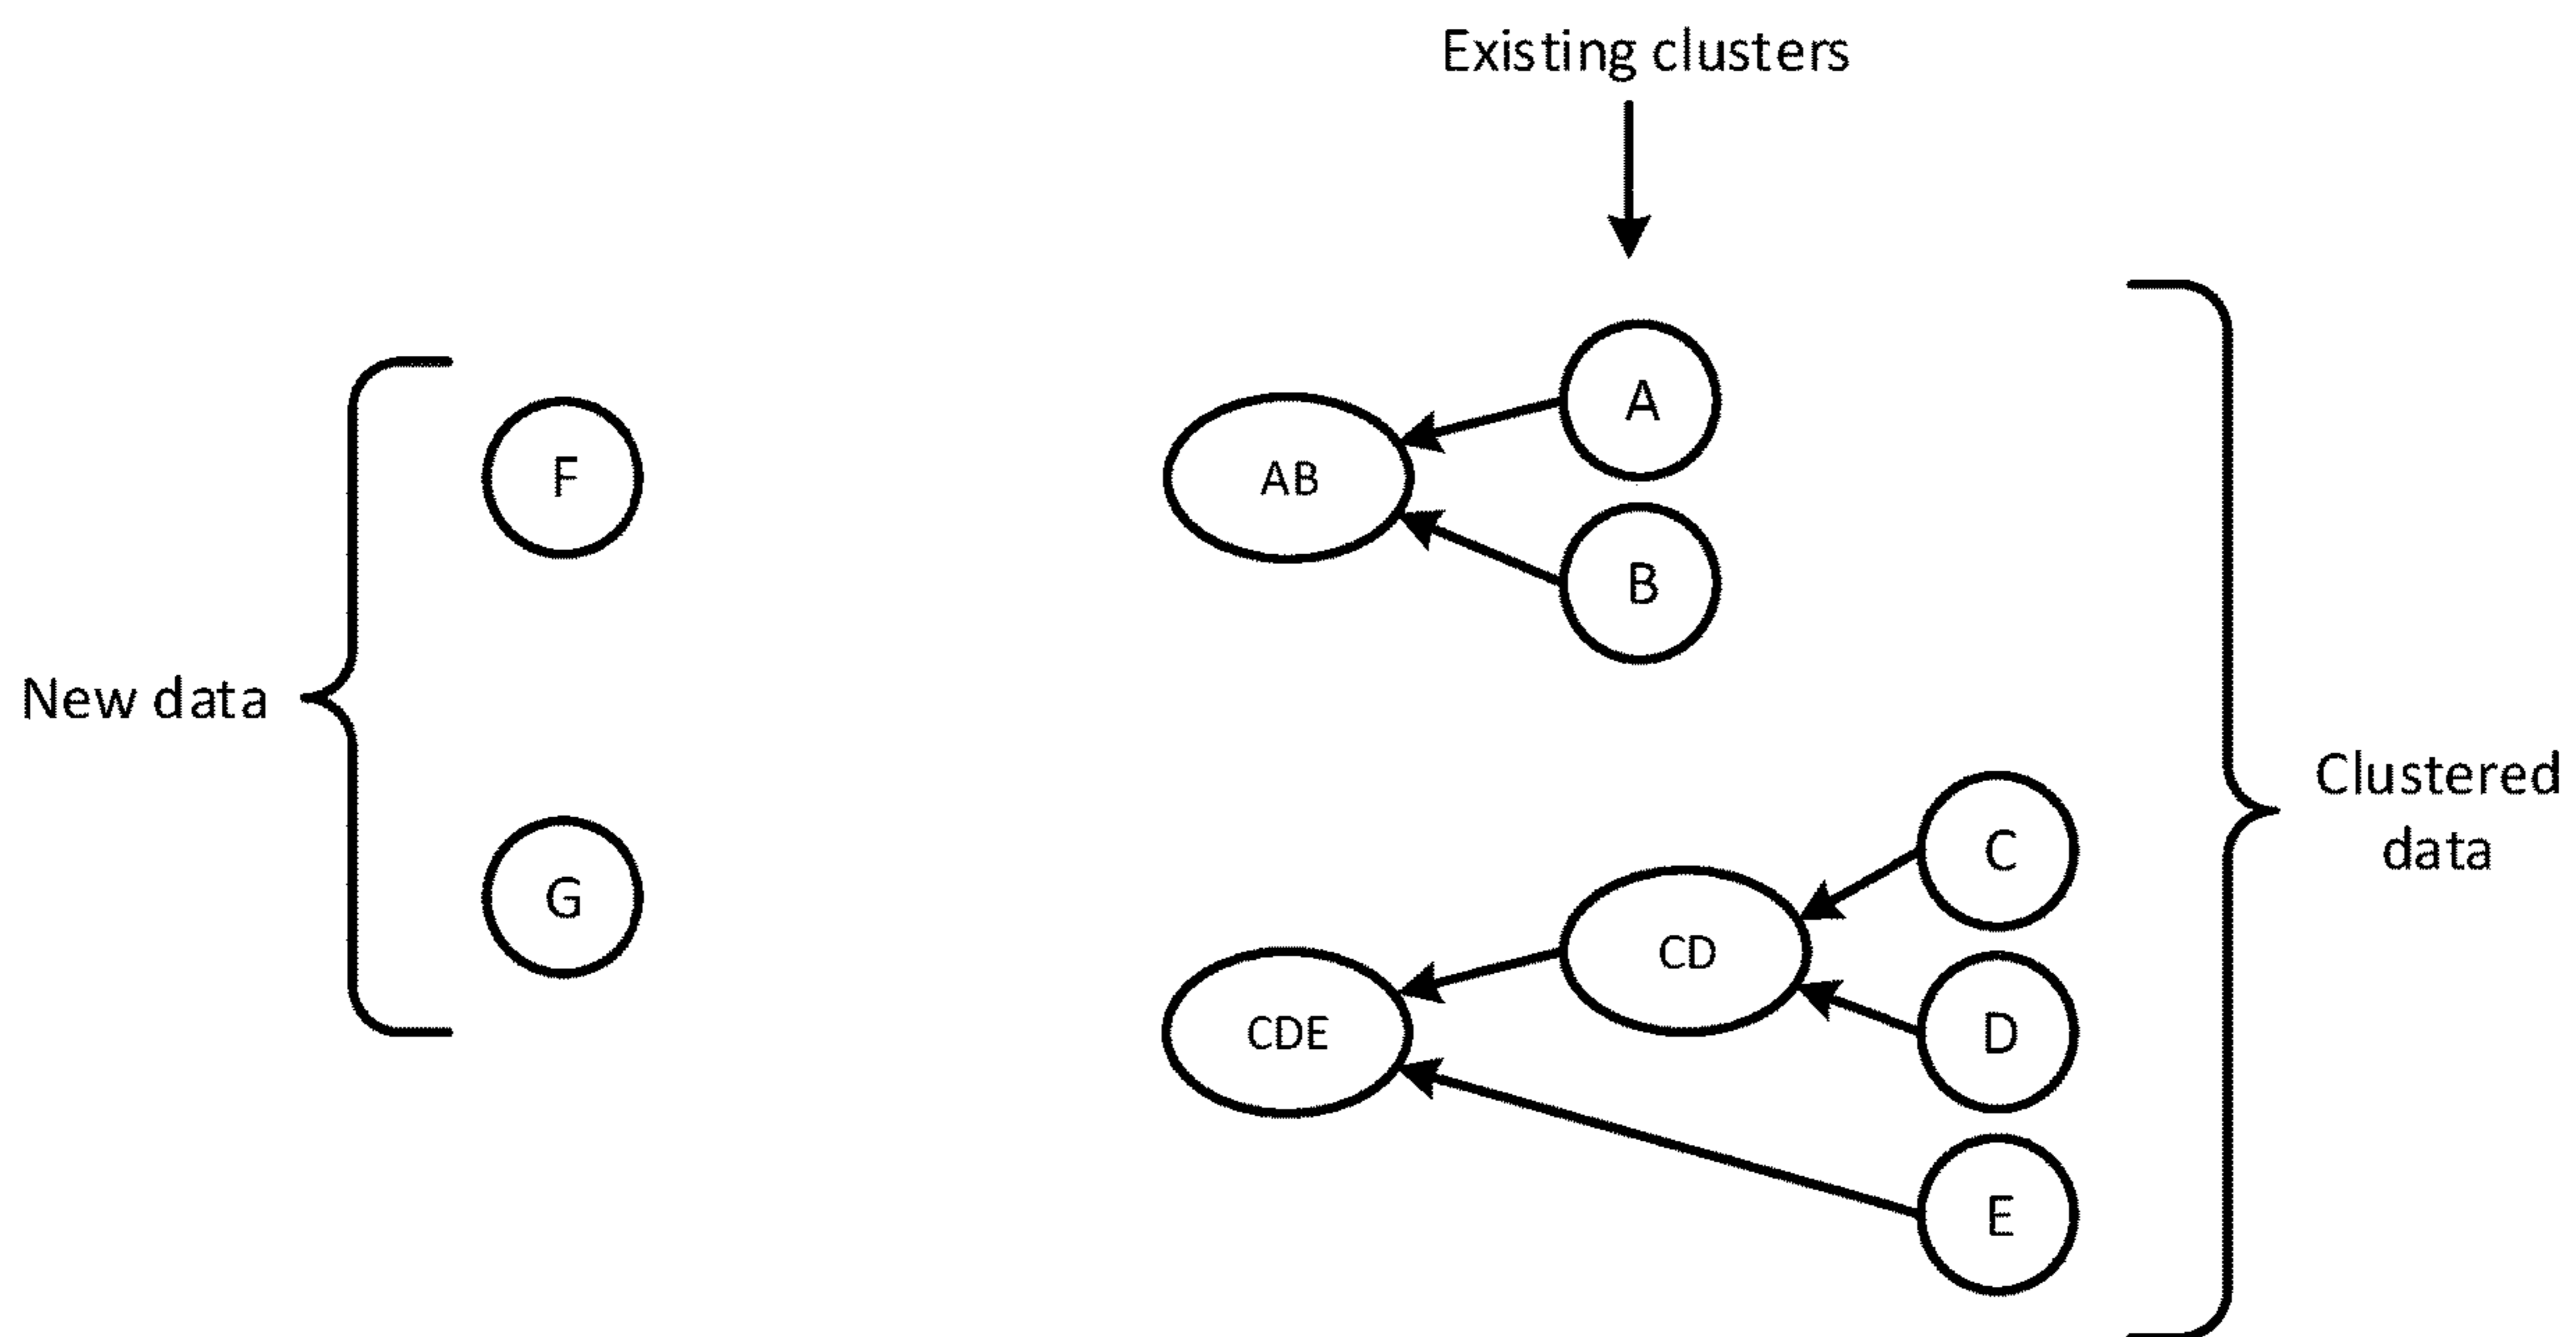 Existing clusters
A
AB
B
F
New data
G
Clustered
data
C
CD
D
CDE
E